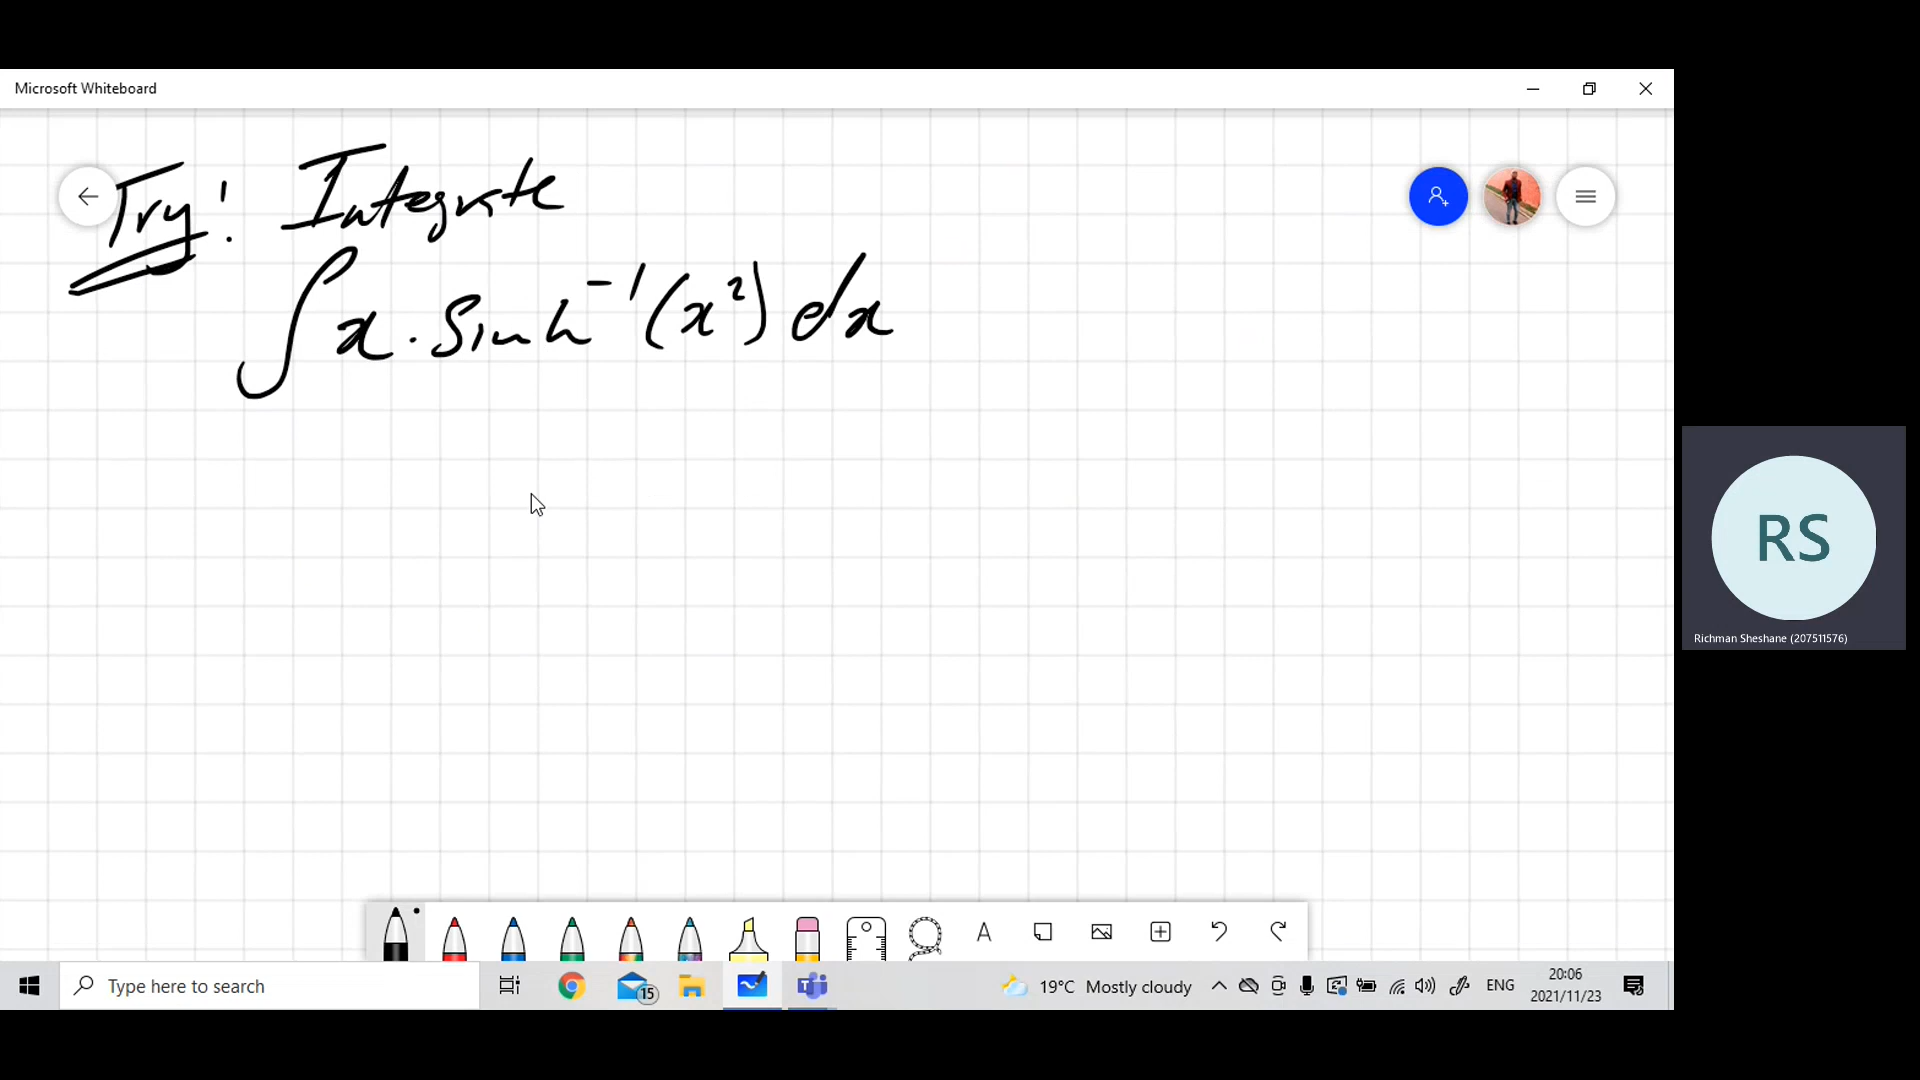 Microsoft Whiteboard
Try! Integrate
∫ x · Sinh⁻¹(x²) dx
RS
Richman Sheshane (207511576)
A
Type here to search
15
19°C Mostly cloudy
ENG
20:06
2021/11/23